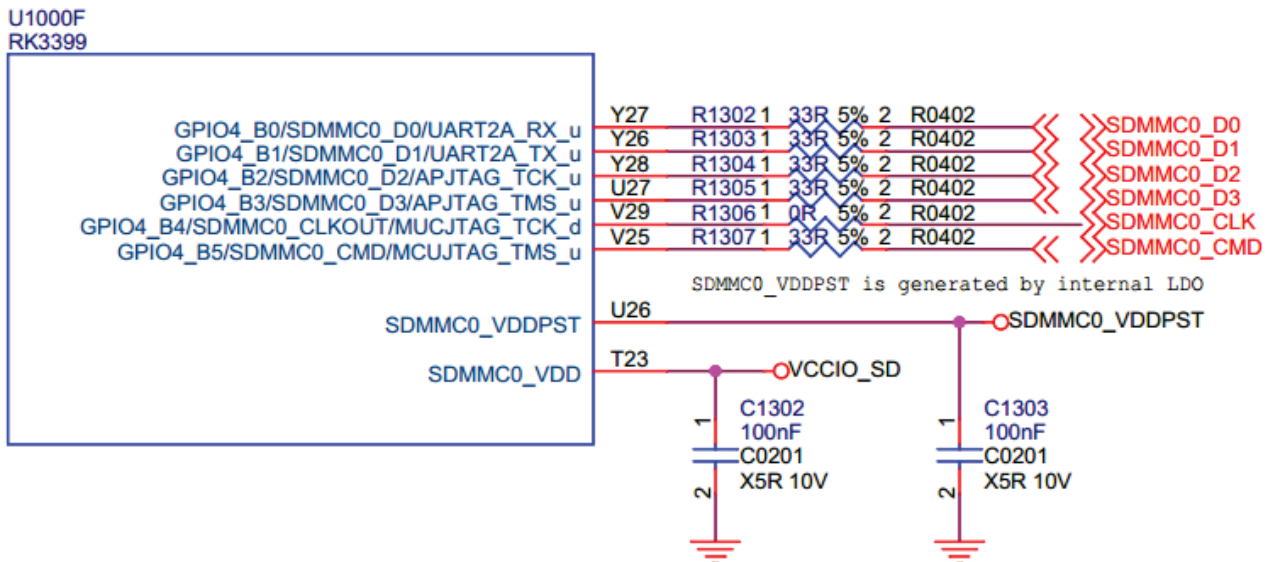 U1000F
RK3399
GPIO4_B0/SDMMC0_D0/UART2A_RX_u Y27 R1302 1 33R 5% 2 R0402 SDMMC0_D0
GPIO4_B1/SDMMC0_D1/UART2A_TX_u Y26 R1303 1 33R 5% 2 R0402 SDMMC0_D1
GPIO4_B2/SDMMC0_D2/APJTAG_TCK_u Y28 R1304 1 33R 5% 2 R0402 SDMMC0_D2
GPIO4_B3/SDMMC0_D3/APJTAG_TMS_u U27 R1305 1 33R 5% 2 R0402 SDMMC0_D3
GPIO4_B4/SDMMC0_CLKOUT/MUCJTAG_TCK_d V29 R1306 1 0R 5% 2 R0402 SDMMC0_CLK
GPIO4_B5/SDMMC0_CMD/MCUJTAG_TMS_u V25 R1307 1 33R 5% 2 R0402 SDMMC0_CMD
SDMMC0_VDDPST is generated by internal LDO
SDMMC0_VDDPST U26 SDMMC0_VDDPST
SDMMC0_VDD T23 VCCIO_SD
1 C1302
100nF
C0201
2 X5R 10V
1 C1303
100nF
C0201
2 X5R 10V